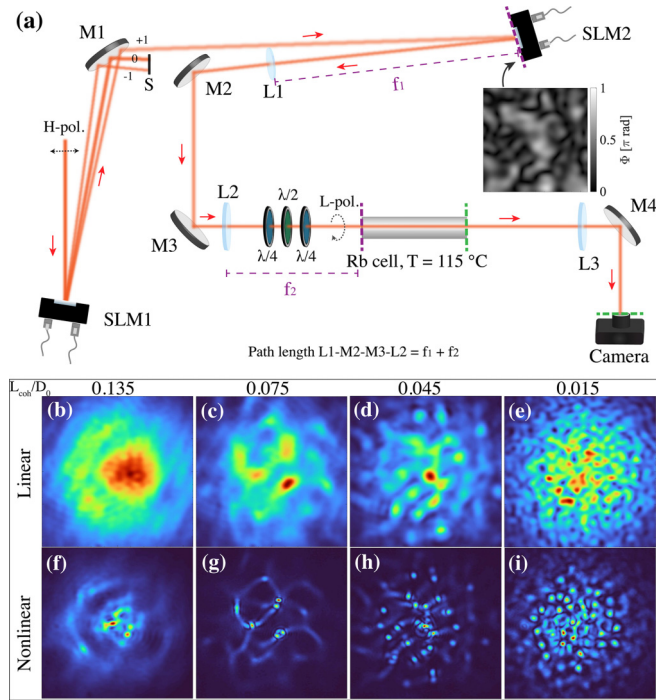 (a)
M1
+1
0
-1
S
H-pol.
SLM1
M2
L1
f₁
SLM2
1
0.5
0
Φ [π rad]
M3
L2
λ/4
λ/2
λ/4
L-pol.
f₂
Rb cell, T = 115 °C
L3
M4
Camera
Path length L1-M2-M3-L2 = f₁ + f₂
L_coh/D₀ 0.135 0.075 0.045 0.015
Linear
(b) (c) (d) (e)
Nonlinear
(f) (g) (h) (i)